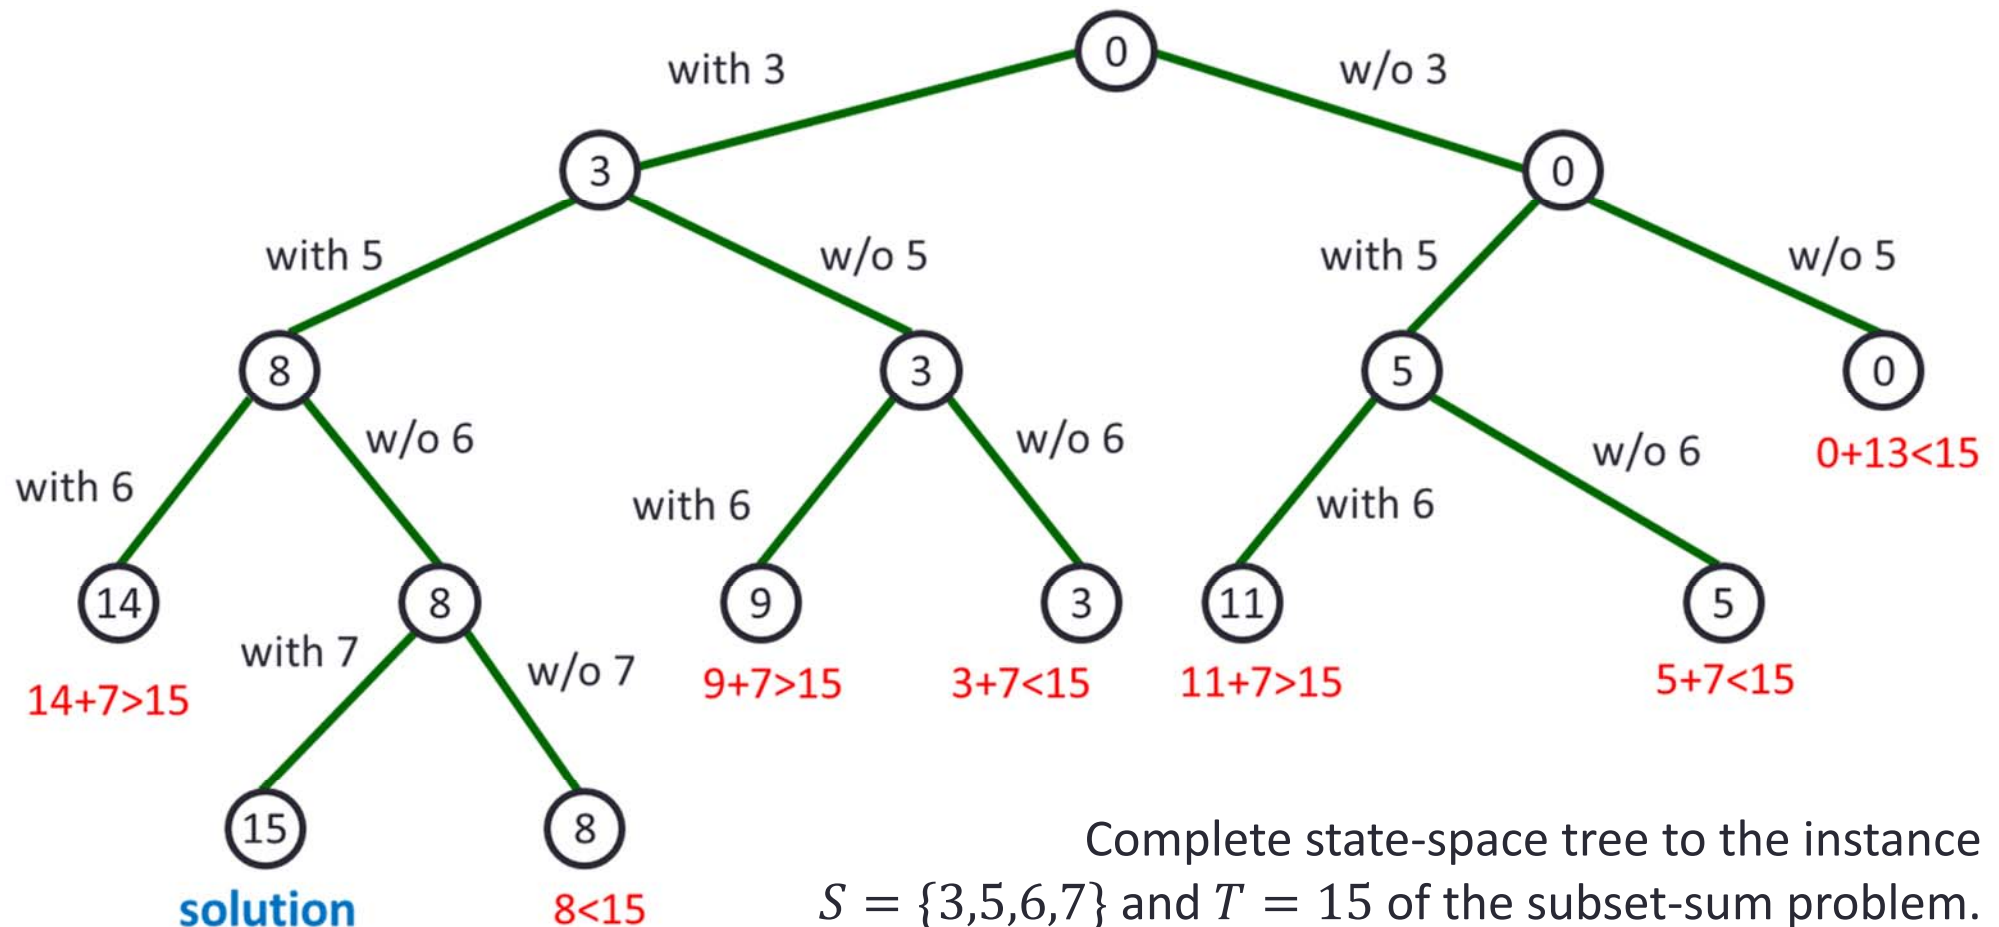 0
with 3
w/o 3
3
0
with 5
w/o 5
with 5
w/o 5
8
3
5
0
with 6
w/o 6
with 6
w/o 6
with 6
w/o 6
0+13<15
14
8
9
3
11
5
14+7>15
with 7
w/o 7
9+7>15
3+7<15
11+7>15
5+7<15
15
8
solution
8<15
Complete state-space tree to the instance
S = {3,5,6,7} and T = 15 of the subset-sum problem.